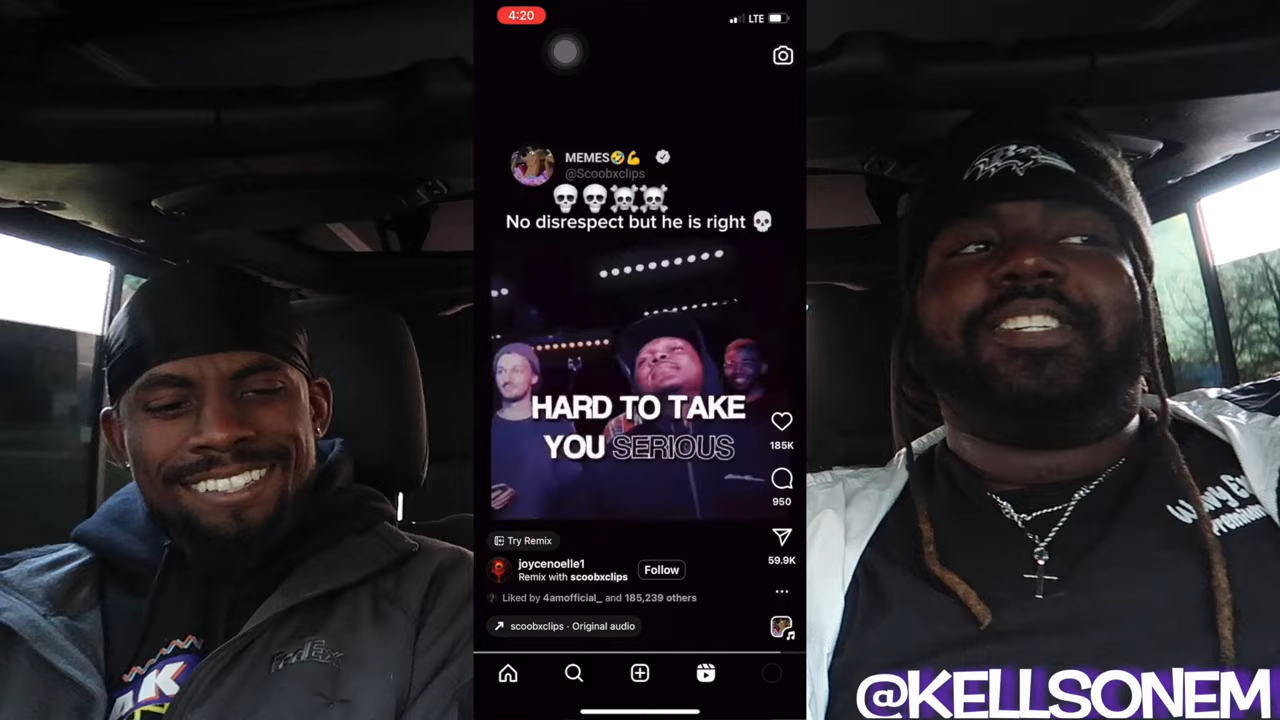 4:20
LTE
MEMES🤣💪
@Scoobxclips
💀💀☠️☠️
No disrespect but he is right 💀
HARD TO TAKE
YOU SERIOUS
185K
950
59.9K
Try Remix
joycenoelle1
Remix with scoobxclips
Follow
Liked by 4amofficial_ and 185,239 others
scoobxclips · Original audio
FedEx
AK
@KELLSONEM